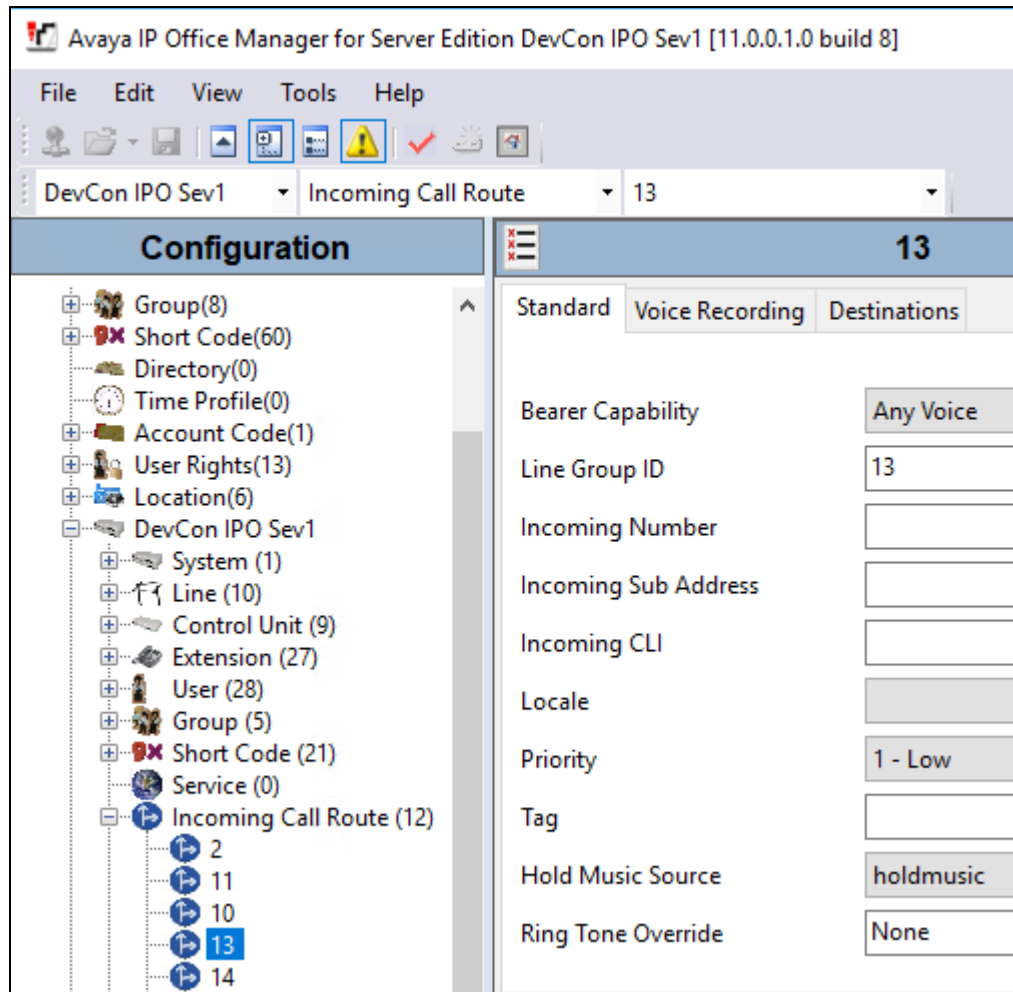 Avaya IP Office Manager for Server Edition DevCon IPO Sev1 [11.0.0.1.0 build 8]
File Edit View Tools Help
DevCon IPO Sev1 Incoming Call Route 13
Configuration
13
Group(8)
Short Code(60)
Directory(0)
Time Profile(0)
Account Code(1)
User Rights(13)
Location(6)
DevCon IPO Sev1
System (1)
Line (10)
Control Unit (9)
Extension (27)
User (28)
Group (5)
Short Code (21)
Service (0)
Incoming Call Route (12)
2
11
10
13
14
Standard Voice Recording Destinations
Bearer Capability Any Voice
Line Group ID 13
Incoming Number
Incoming Sub Address
Incoming CLI
Locale
Priority 1 - Low
Tag
Hold Music Source holdmusic
Ring Tone Override None